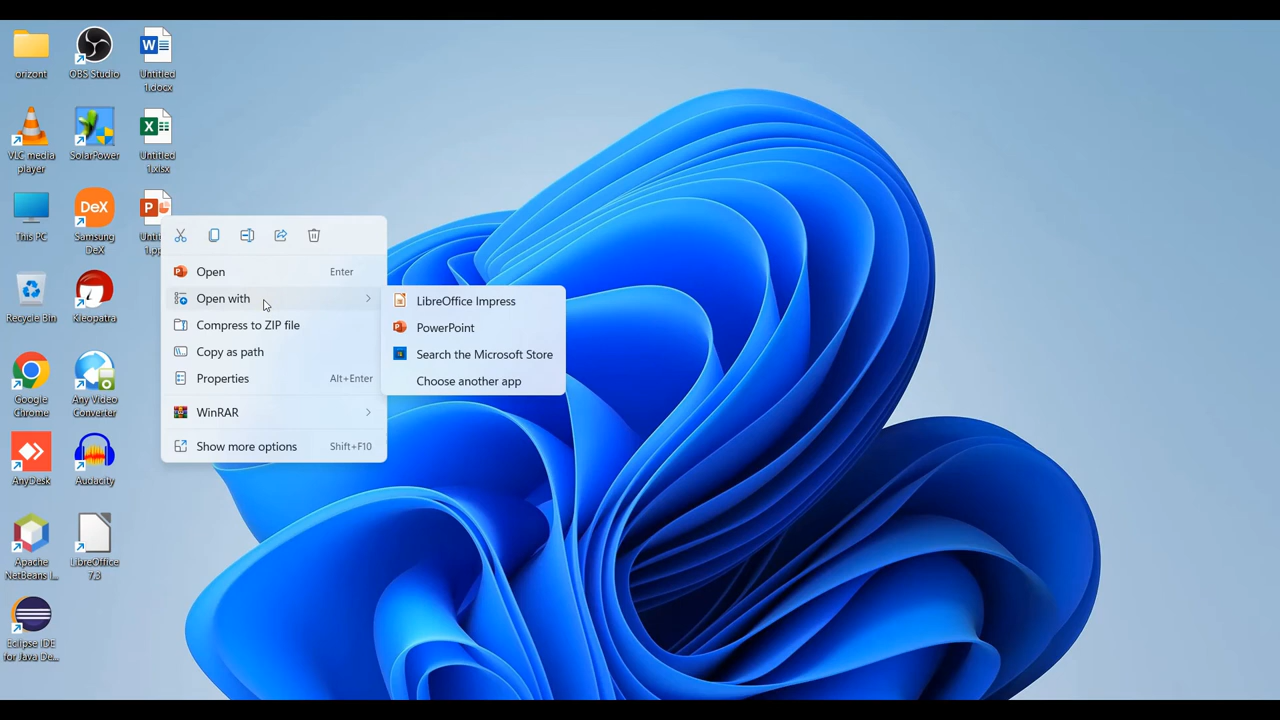 orizont
OBS Studio
Untitled
1.docx
VLC media
player
SolarPower
Untitled
1.xlsx
This PC
DeX
Samsung
DeX
Recycle Bin
Kleopatra
Google
Chrome
Any Video
Converter
AnyDesk
Audacity
Apache
NetBeans I...
LibreOffice
7.3
Eclipse IDE
for Java De...
Open Enter
Open with
Compress to ZIP file
Copy as path
Properties Alt+Enter
WinRAR
Show more options Shift+F10
LibreOffice Impress
PowerPoint
Search the Microsoft Store
Choose another app